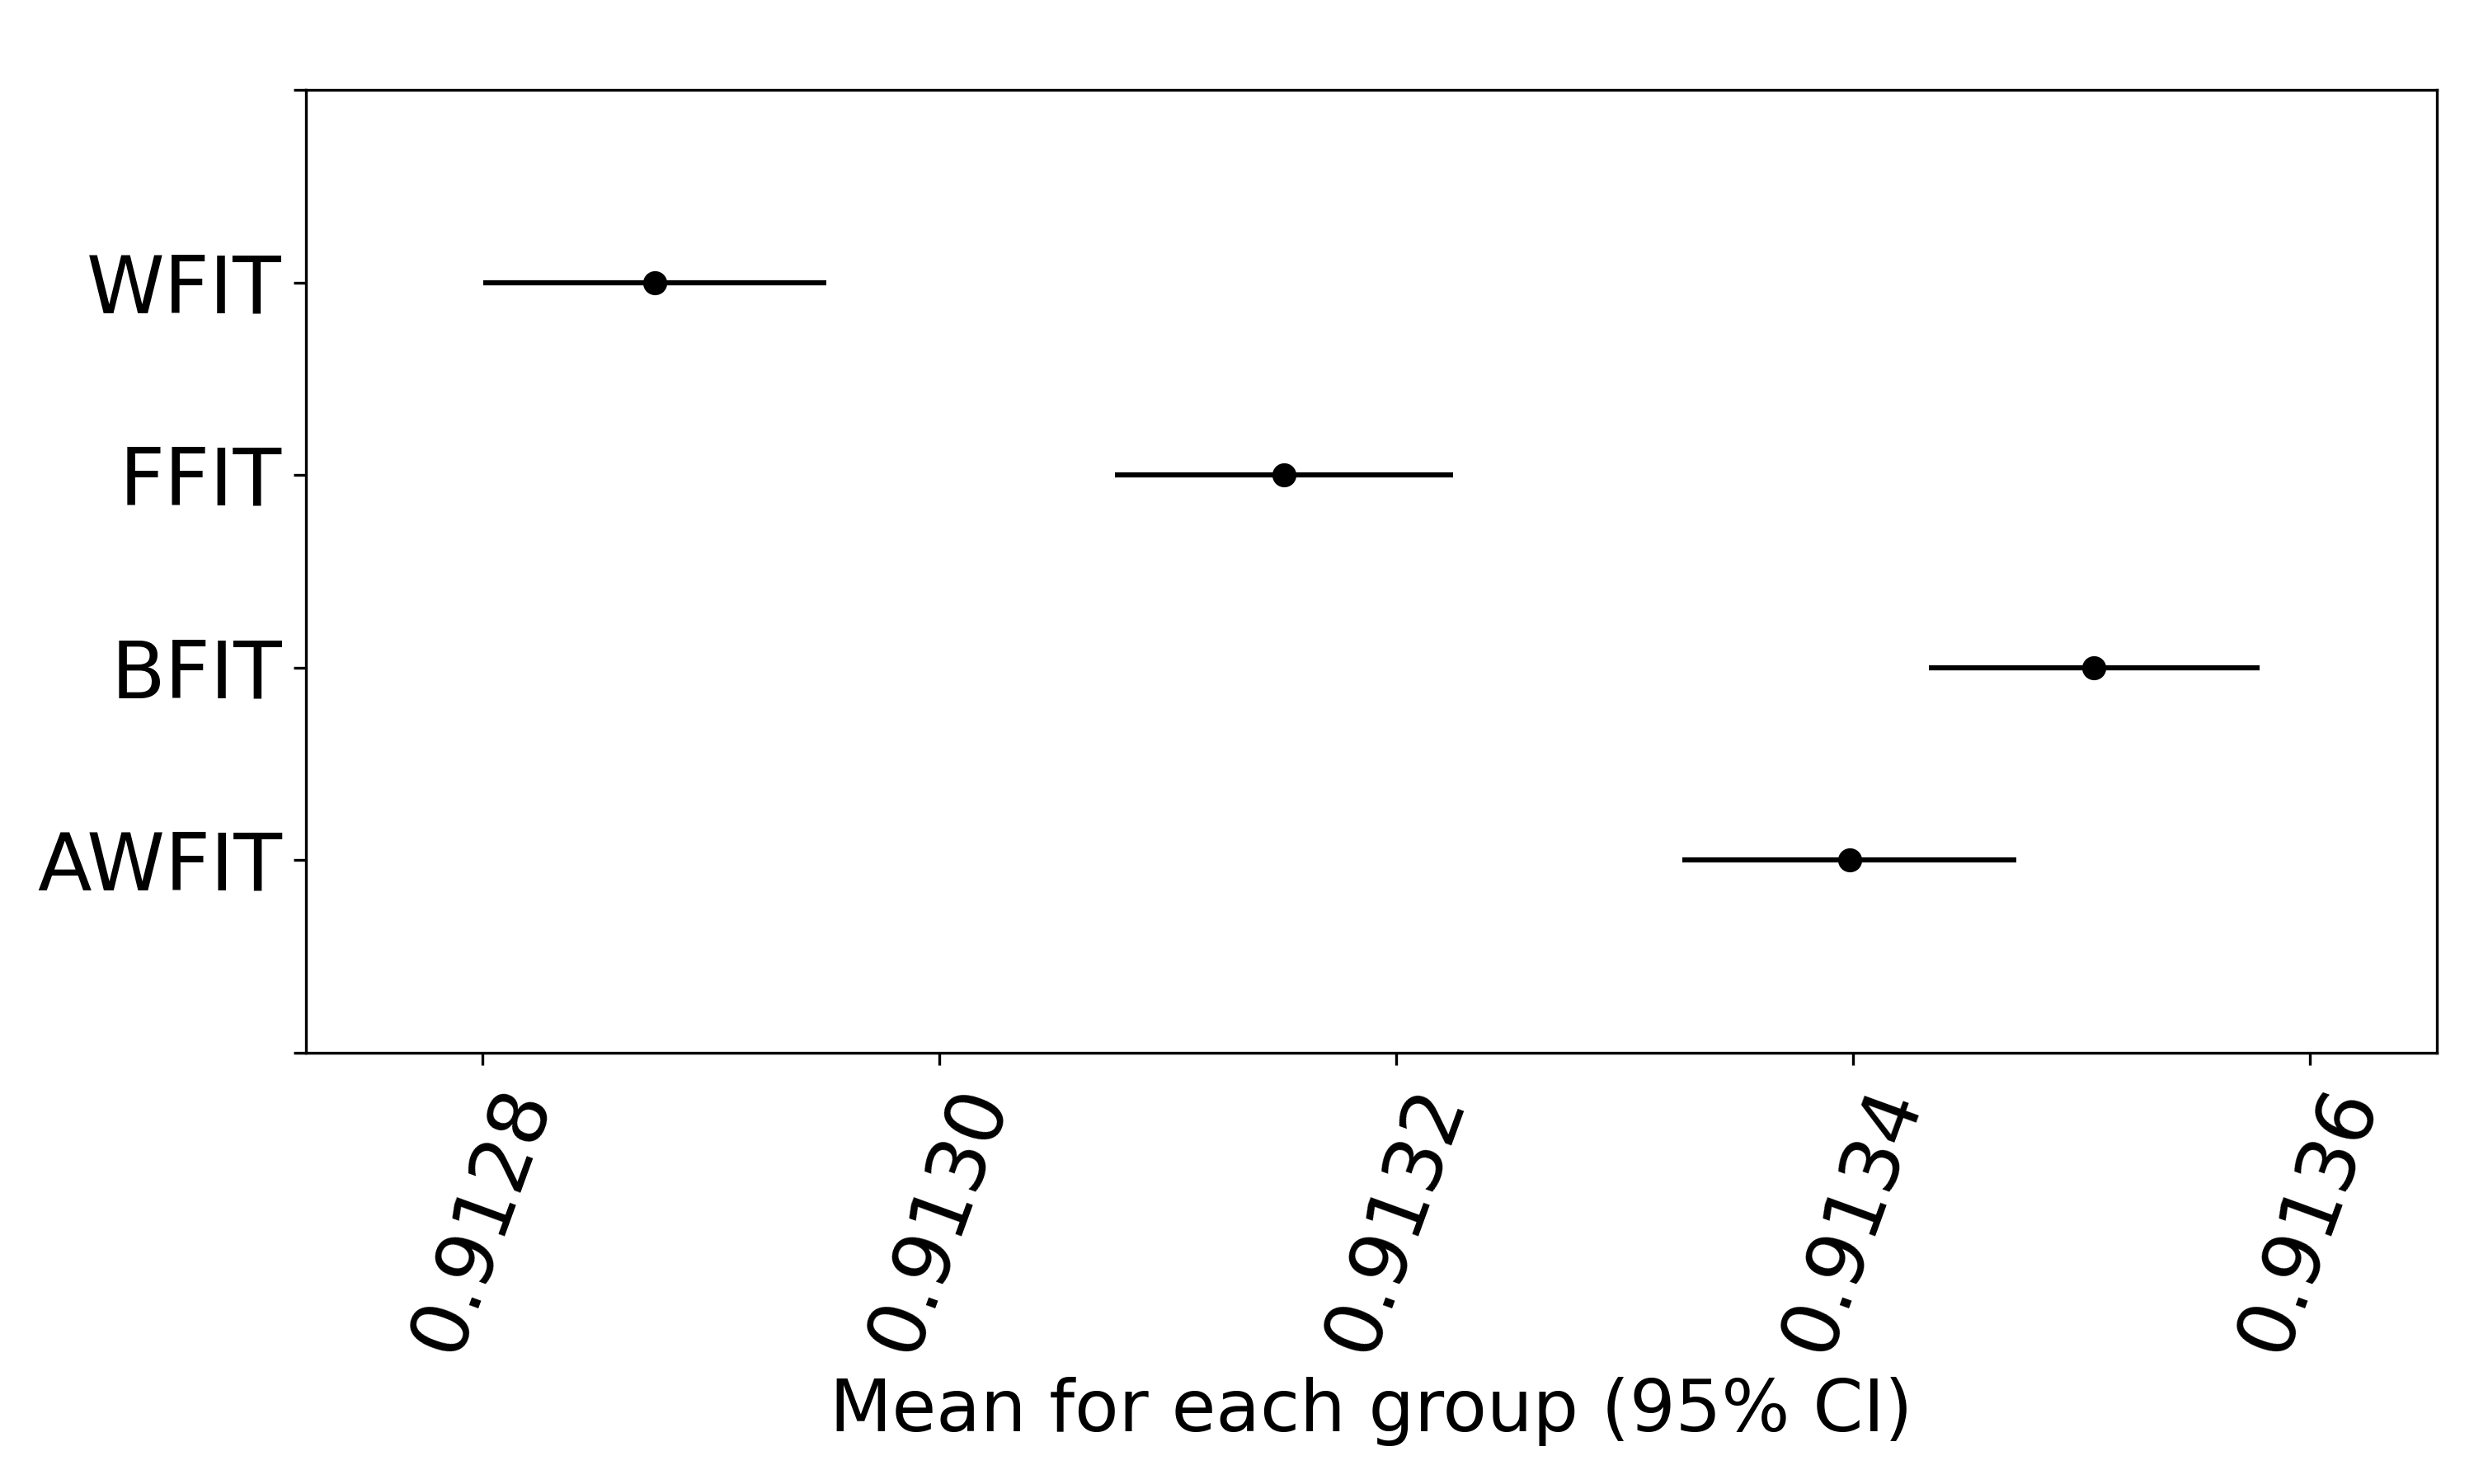 WFIT
FFIT
BFIT
AWFIT
0.9128
0.9130
0.9132
0.9134
0.9136
Mean for each group (95% CI)